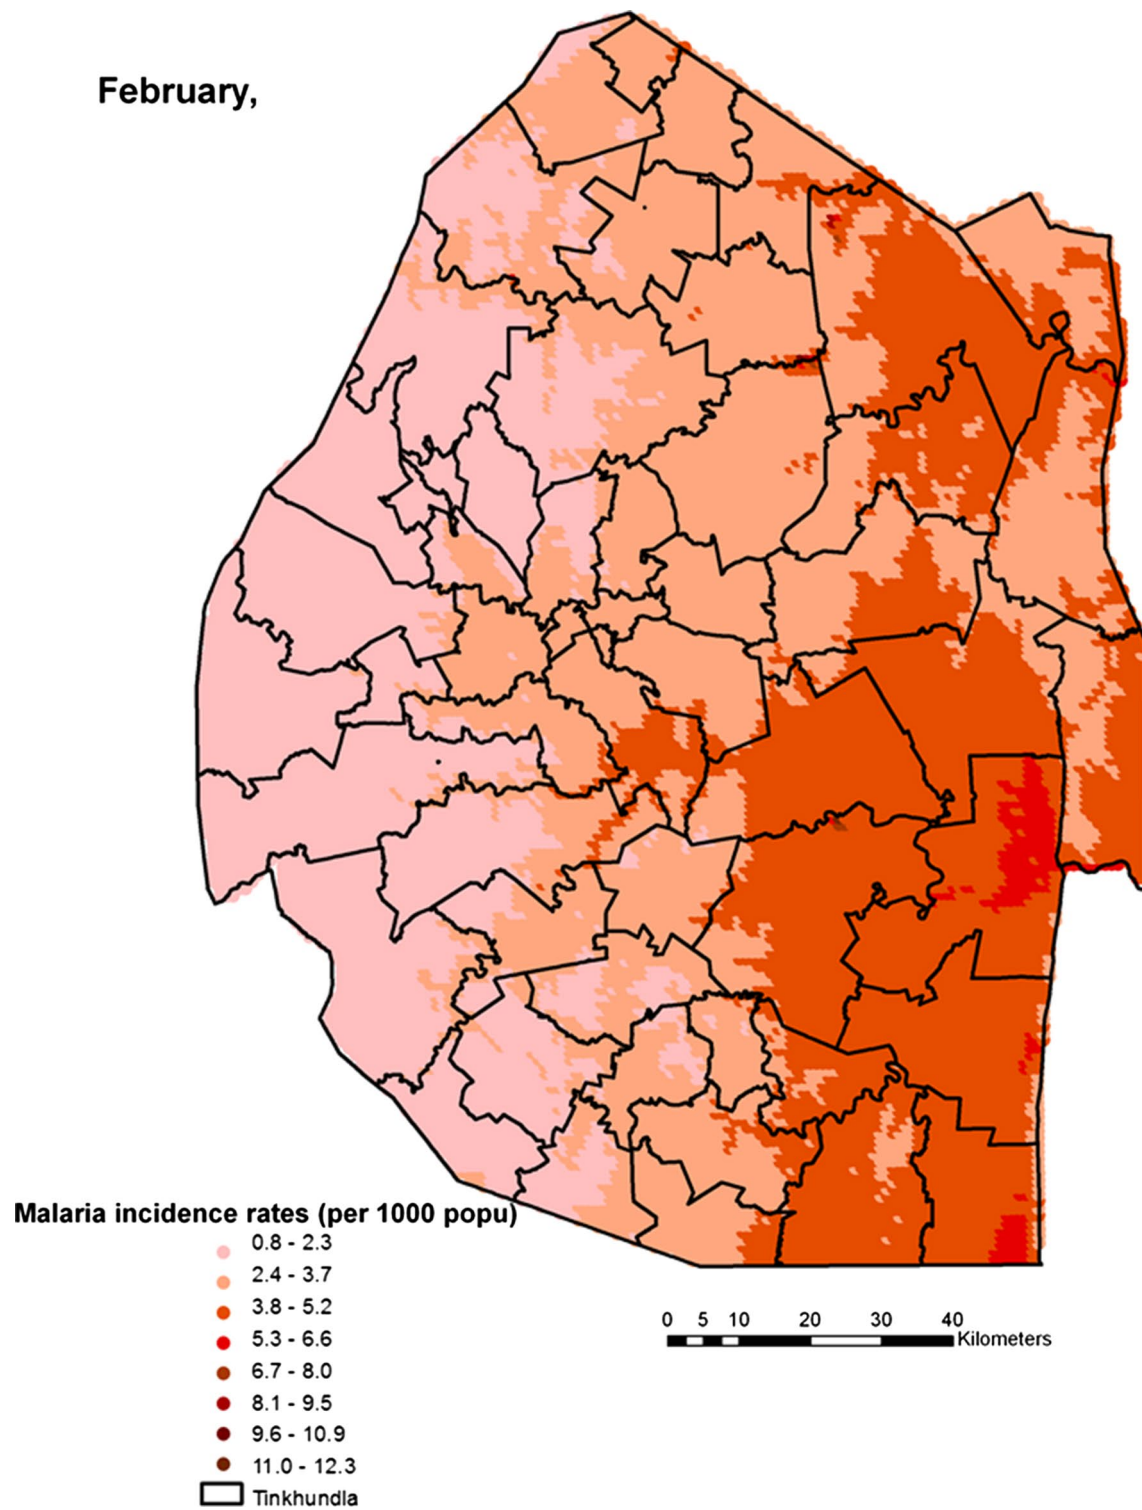 February,
Malaria incidence rates (per 1000 popu)
0.8 - 2.3
2.4 - 3.7
3.8 - 5.2
5.3 - 6.6
6.7 - 8.0
8.1 - 9.5
9.6 - 10.9
11.0 - 12.3
Tinkhundla
0 5 10 20 30 40
Kilometers